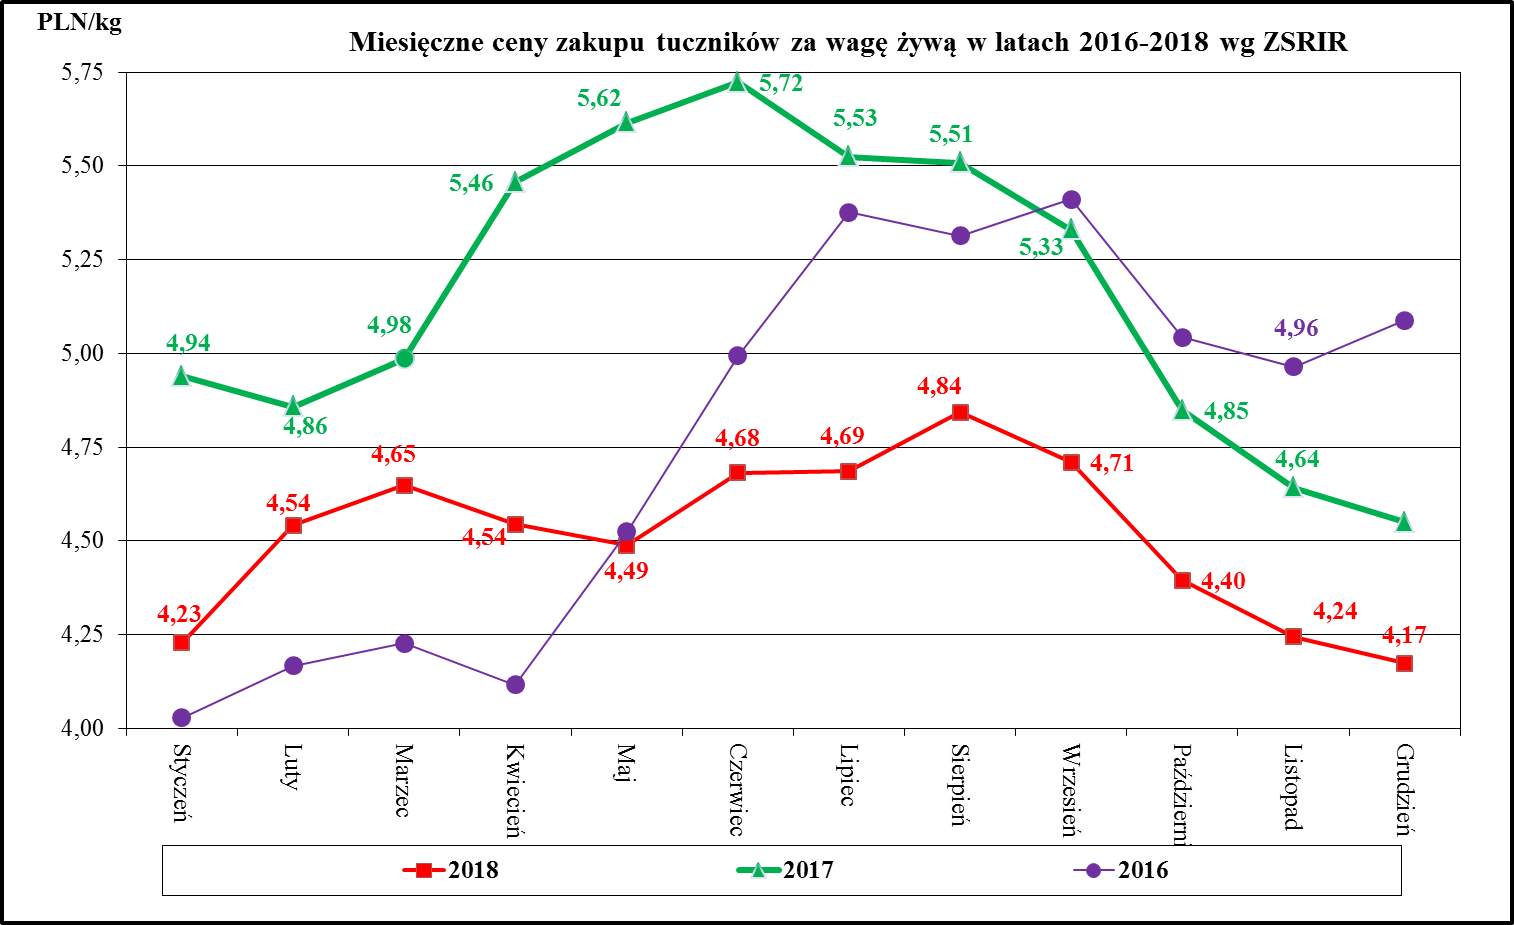 PLN/kg
Miesięczne ceny zakupu tuczników za wagę żywą w latach 2016-2018 wg ZSRIR
5,75
5,50
5,25
5,00
4,75
4,50
4,25
4,00
4,94
4,86
4,98
5,46
5,62
5,72
5,53
5,51
5,33
4,85
4,64
4,96
4,23
4,54
4,65
4,54
4,49
4,68
4,69
4,84
4,71
4,40
4,24
4,17
Styczeń
Luty
Marzec
Kwiecień
Maj
Czerwiec
Lipiec
Sierpień
Wrzesień
Październi
Listopad
Grudzień
2018
2017
2016